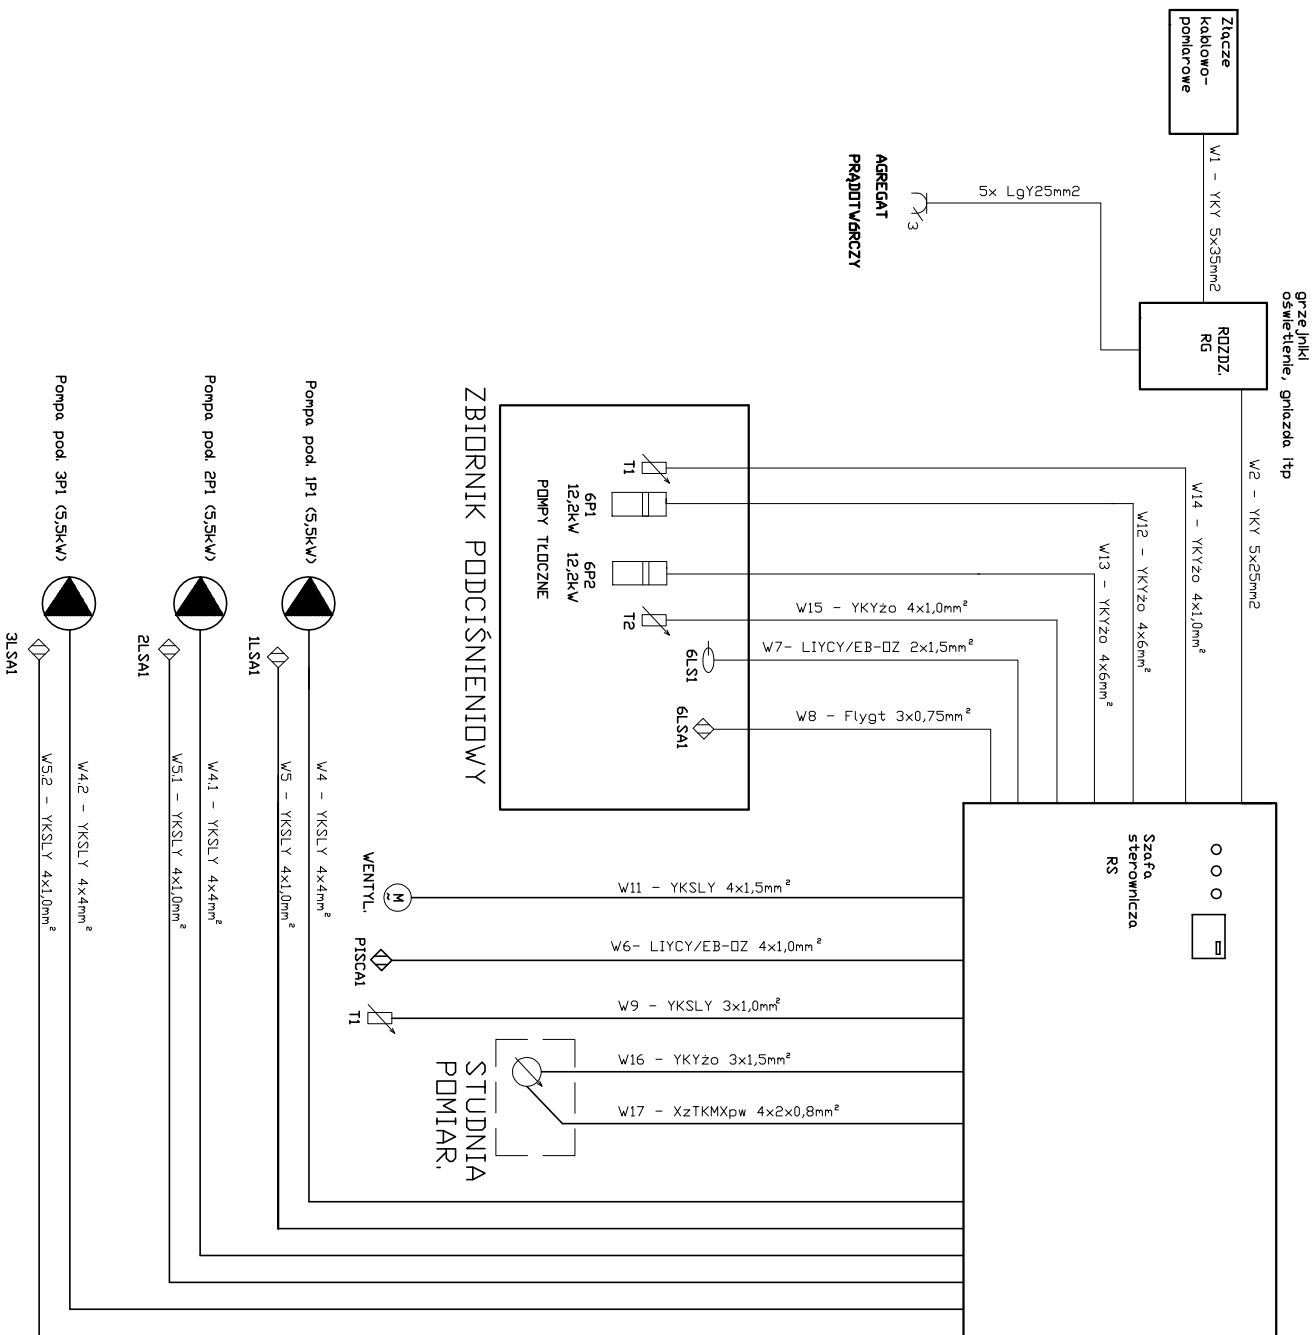 Złącze
kablowo-
pomiarowe
W1 - YKY 5x35mm2
grzejniki
oświetlenie, gniazda itp
ROZDZ.
RG
5x LgY25mm2
3
AGREGAT
PRĄDOTWÓRCZY
W2 - YKY 5x25mm2
W14 - YKYżo 4x1,0mm²
W12 - YKYżo 4x6mm²
W13 - YKYżo 4x6mm²
W15 - YKYżo 4x1,0mm²
W7- LIYCY/EB-OZ 2x1,5mm²
W8 - Flygt 3x0,75mm²
T1
6P1
12,2kW
6P2
12,2kW
POMPY TŁOCZNE
T2
6LS1
6LSA1
ZBIORNIK PODCIŚNIENIOWY
Szafa
sterownicza
RS
W11 - YKSLY 4x1,5mm²
WENTYL.
M
~
W6- LIYCY/EB-OZ 4x1,0mm²
PISCA1
W9 - YKSLY 3x1,0mm²
T1
W16 - YKYżo 3x1,5mm²
W17 - XzTKMXpw 4x2x0,8mm²
STUDNIA
POMIAR.
Pompa pod. 1P1 (5,5kW)
1LSA1
W4 - YKSLY 4x4mm²
W5 - YKSLY 4x1,0mm²
Pompa pod. 2P1 (5,5kW)
2LSA1
W4.1 - YKSLY 4x4mm²
W5.1 - YKSLY 4x1,0mm²
Pompa pod. 3P1 (5,5kW)
3LSA1
W4.2 - YKSLY 4x4mm²
W5.2 - YKSLY 4x1,0mm²